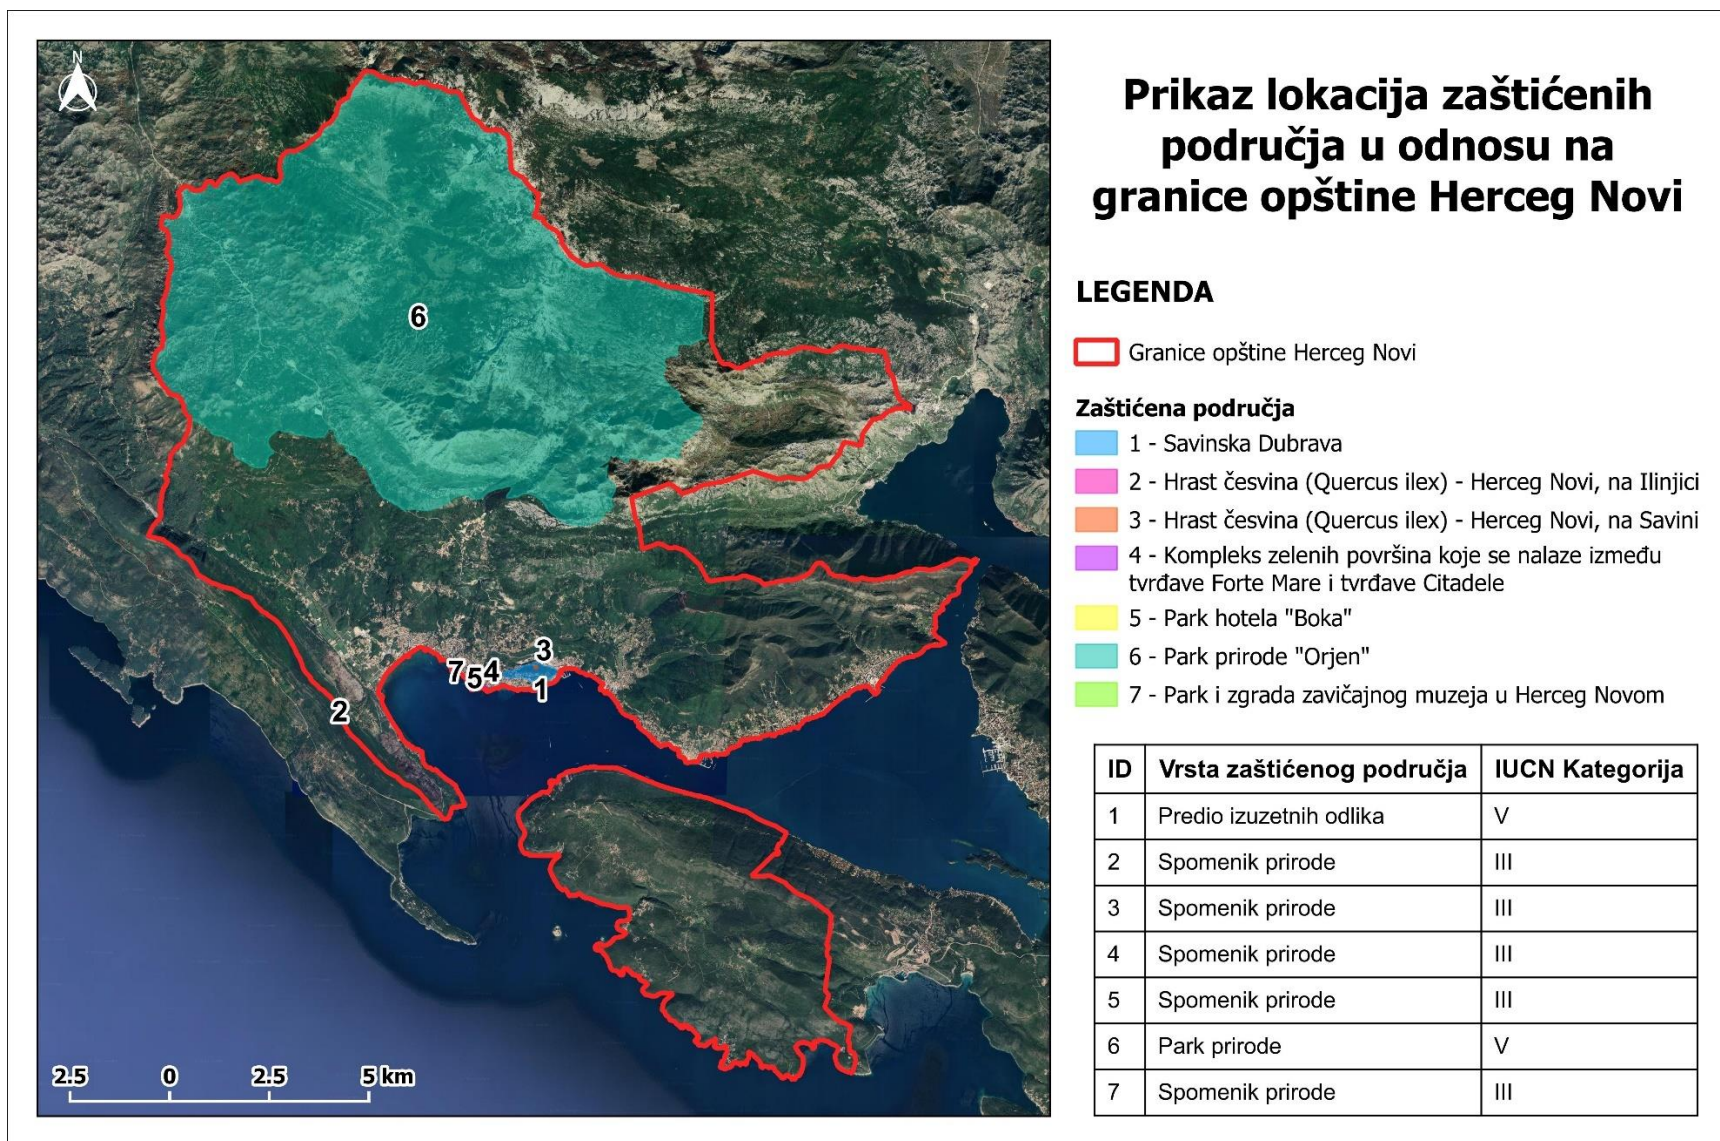 Prikaz lokacija zaštićenih
područja u odnosu na
granice opštine Herceg Novi
LEGENDA
Granice opštine Herceg Novi
Zaštićena područja
1 - Savinska Dubrava
2 - Hrast česvina (Quercus ilex) - Herceg Novi, na Ilinjici
3 - Hrast česvina (Quercus ilex) - Herceg Novi, na Savini
4 - Kompleks zelenih površina koje se nalaze između
tvrđave Forte Mare i tvrđave Citadele
5 - Park hotela "Boka"
6 - Park prirode "Orjen"
7 - Park i zgrada zavičajnog muzeja u Herceg Novom
ID Vrsta zaštićenog područja IUCN Kategorija
1 Predio izuzetnih odlika V
2 Spomenik prirode III
3 Spomenik prirode III
4 Spomenik prirode III
5 Spomenik prirode III
6 Park prirode V
7 Spomenik prirode III
N
6
3
7 5 4
1
2
2.5 0 2.5 5 km